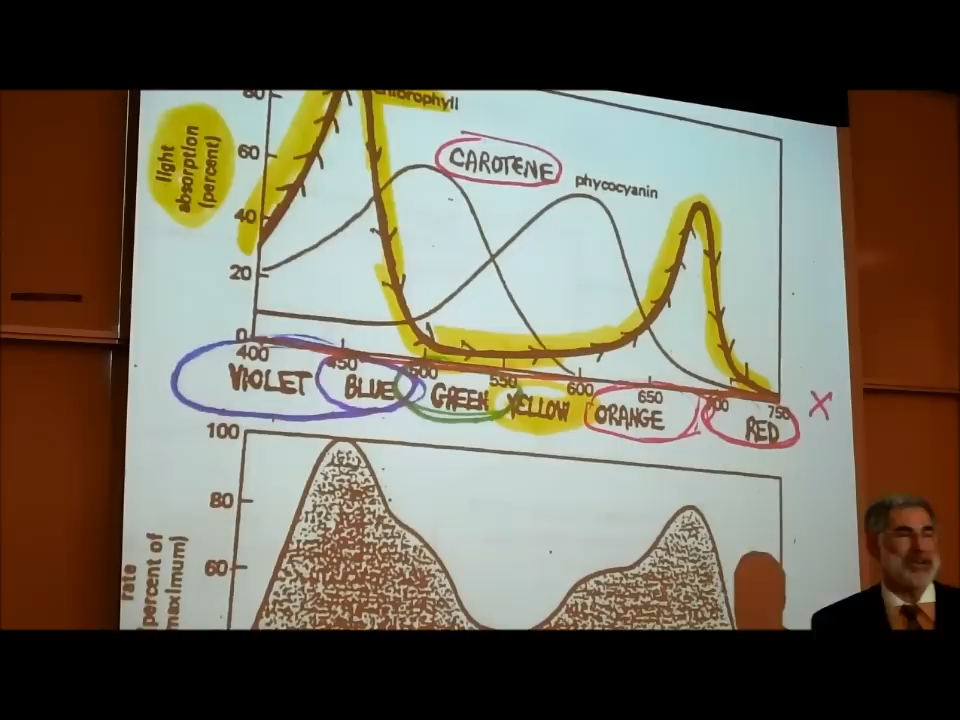 80
chlorophyll
light
absorption
(percent)
60
CAROTENE
phycocyanin
40
20
0
400 450 500 550 600 650 700 750
VIOLET BLUE GREEN YELLOW ORANGE RED X
100
80
60
rate
(percent of
maximum)